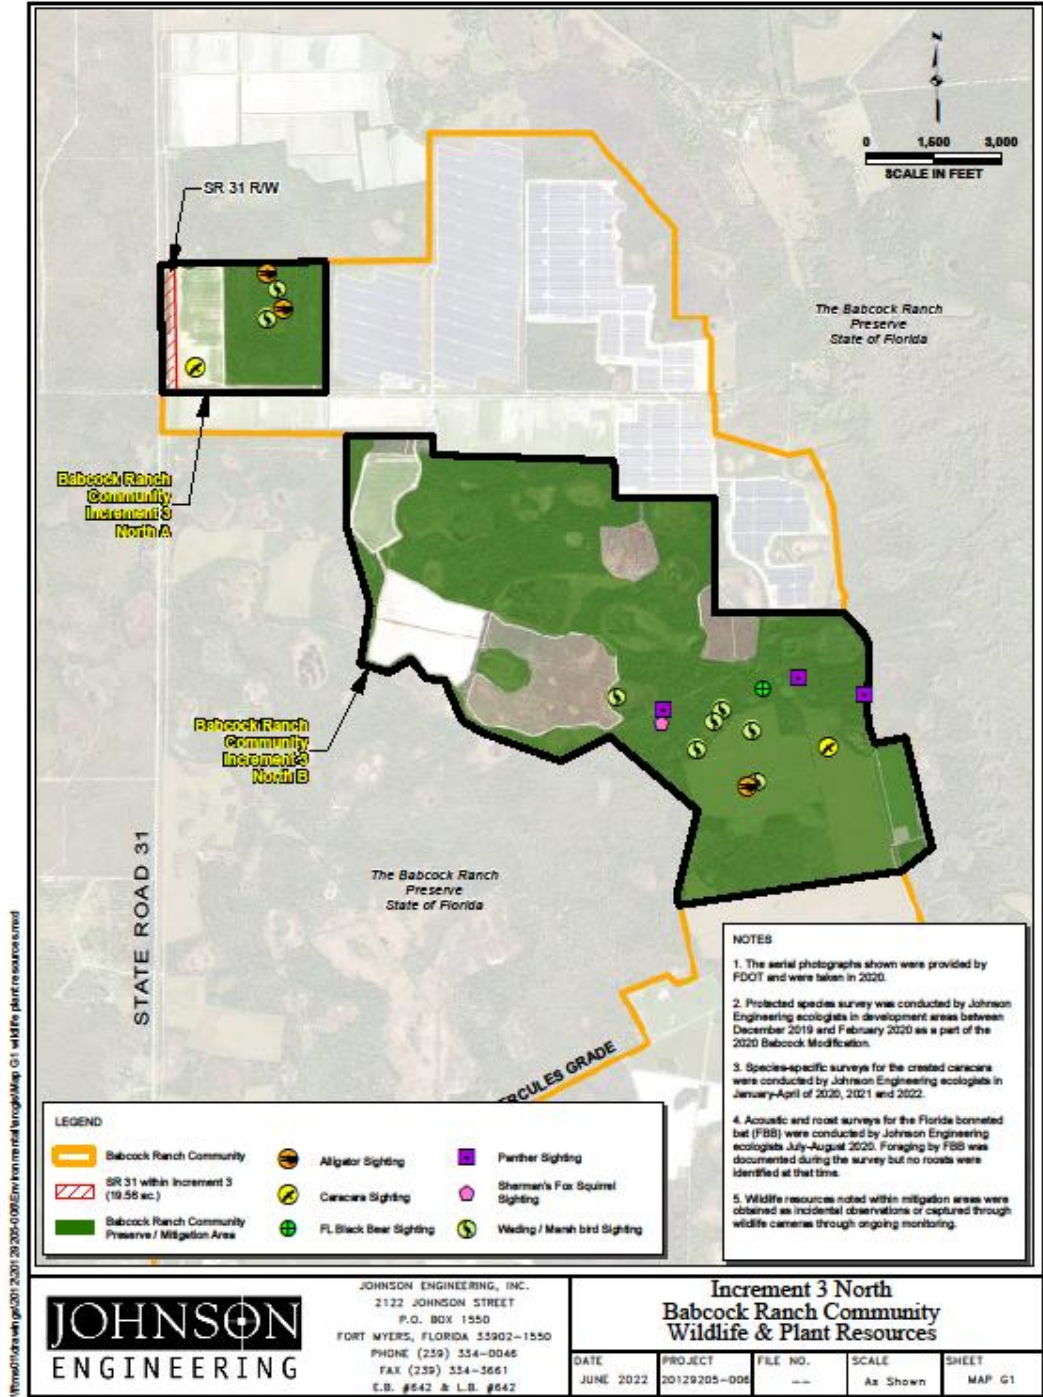 N
0 1,500 3,000
SCALE IN FEET
SR 31 R/W
The Babcock Ranch
Preserve
State of Florida
Babcock Ranch
Community
Increment 3
North A
Babcock Ranch
Community
Increment 3
North B
STATE ROAD 31
The Babcock Ranch
Preserve
State of Florida
ERCULES GRADE
NOTES
1. The aerial photographs shown were provided by
FDOT and were taken in 2020.
2. Protected species survey was conducted by Johnson
Engineering ecologists in development areas between
December 2019 and February 2020 as a part of the
2020 Babcock Modification.
3. Species-specific surveys for the crested caracara
were conducted by Johnson Engineering ecologists in
January-April of 2020, 2021 and 2022.
4. Acoustic and roost surveys for the Florida bonneted
bat (FBB) were conducted by Johnson Engineering
ecologists July-August 2020. Foraging by FBB was
documented during the survey but no roosts were
identified at that time.
5. Wildlife resources noted within mitigation areas were
obtained as incidental observations or captured through
wildlife cameras through ongoing monitoring.
LEGEND
Babcock Ranch Community
SR 31 within Increment 3
(19.56 ac.)
Babcock Ranch Community
Preserve / Mitigation Area
Alligator Sighting
Caracara Sighting
FL Black Bear Sighting
Panther Sighting
Sherman's Fox Squirrel
Sighting
Wading / Marsh bird Sighting
JOHNSON
ENGINEERING
JOHNSON ENGINEERING, INC.
2122 JOHNSON STREET
P.O. BOX 1550
FORT MYERS, FLORIDA 33902-1550
PHONE (239) 334-0046
FAX (239) 334-3661
E.B. #642 & L.B. #642
Increment 3 North
Babcock Ranch Community
Wildlife & Plant Resources
DATE
JUNE 2022
PROJECT
20129205-006
FILE NO.
--
SCALE
As Shown
SHEET
MAP G1